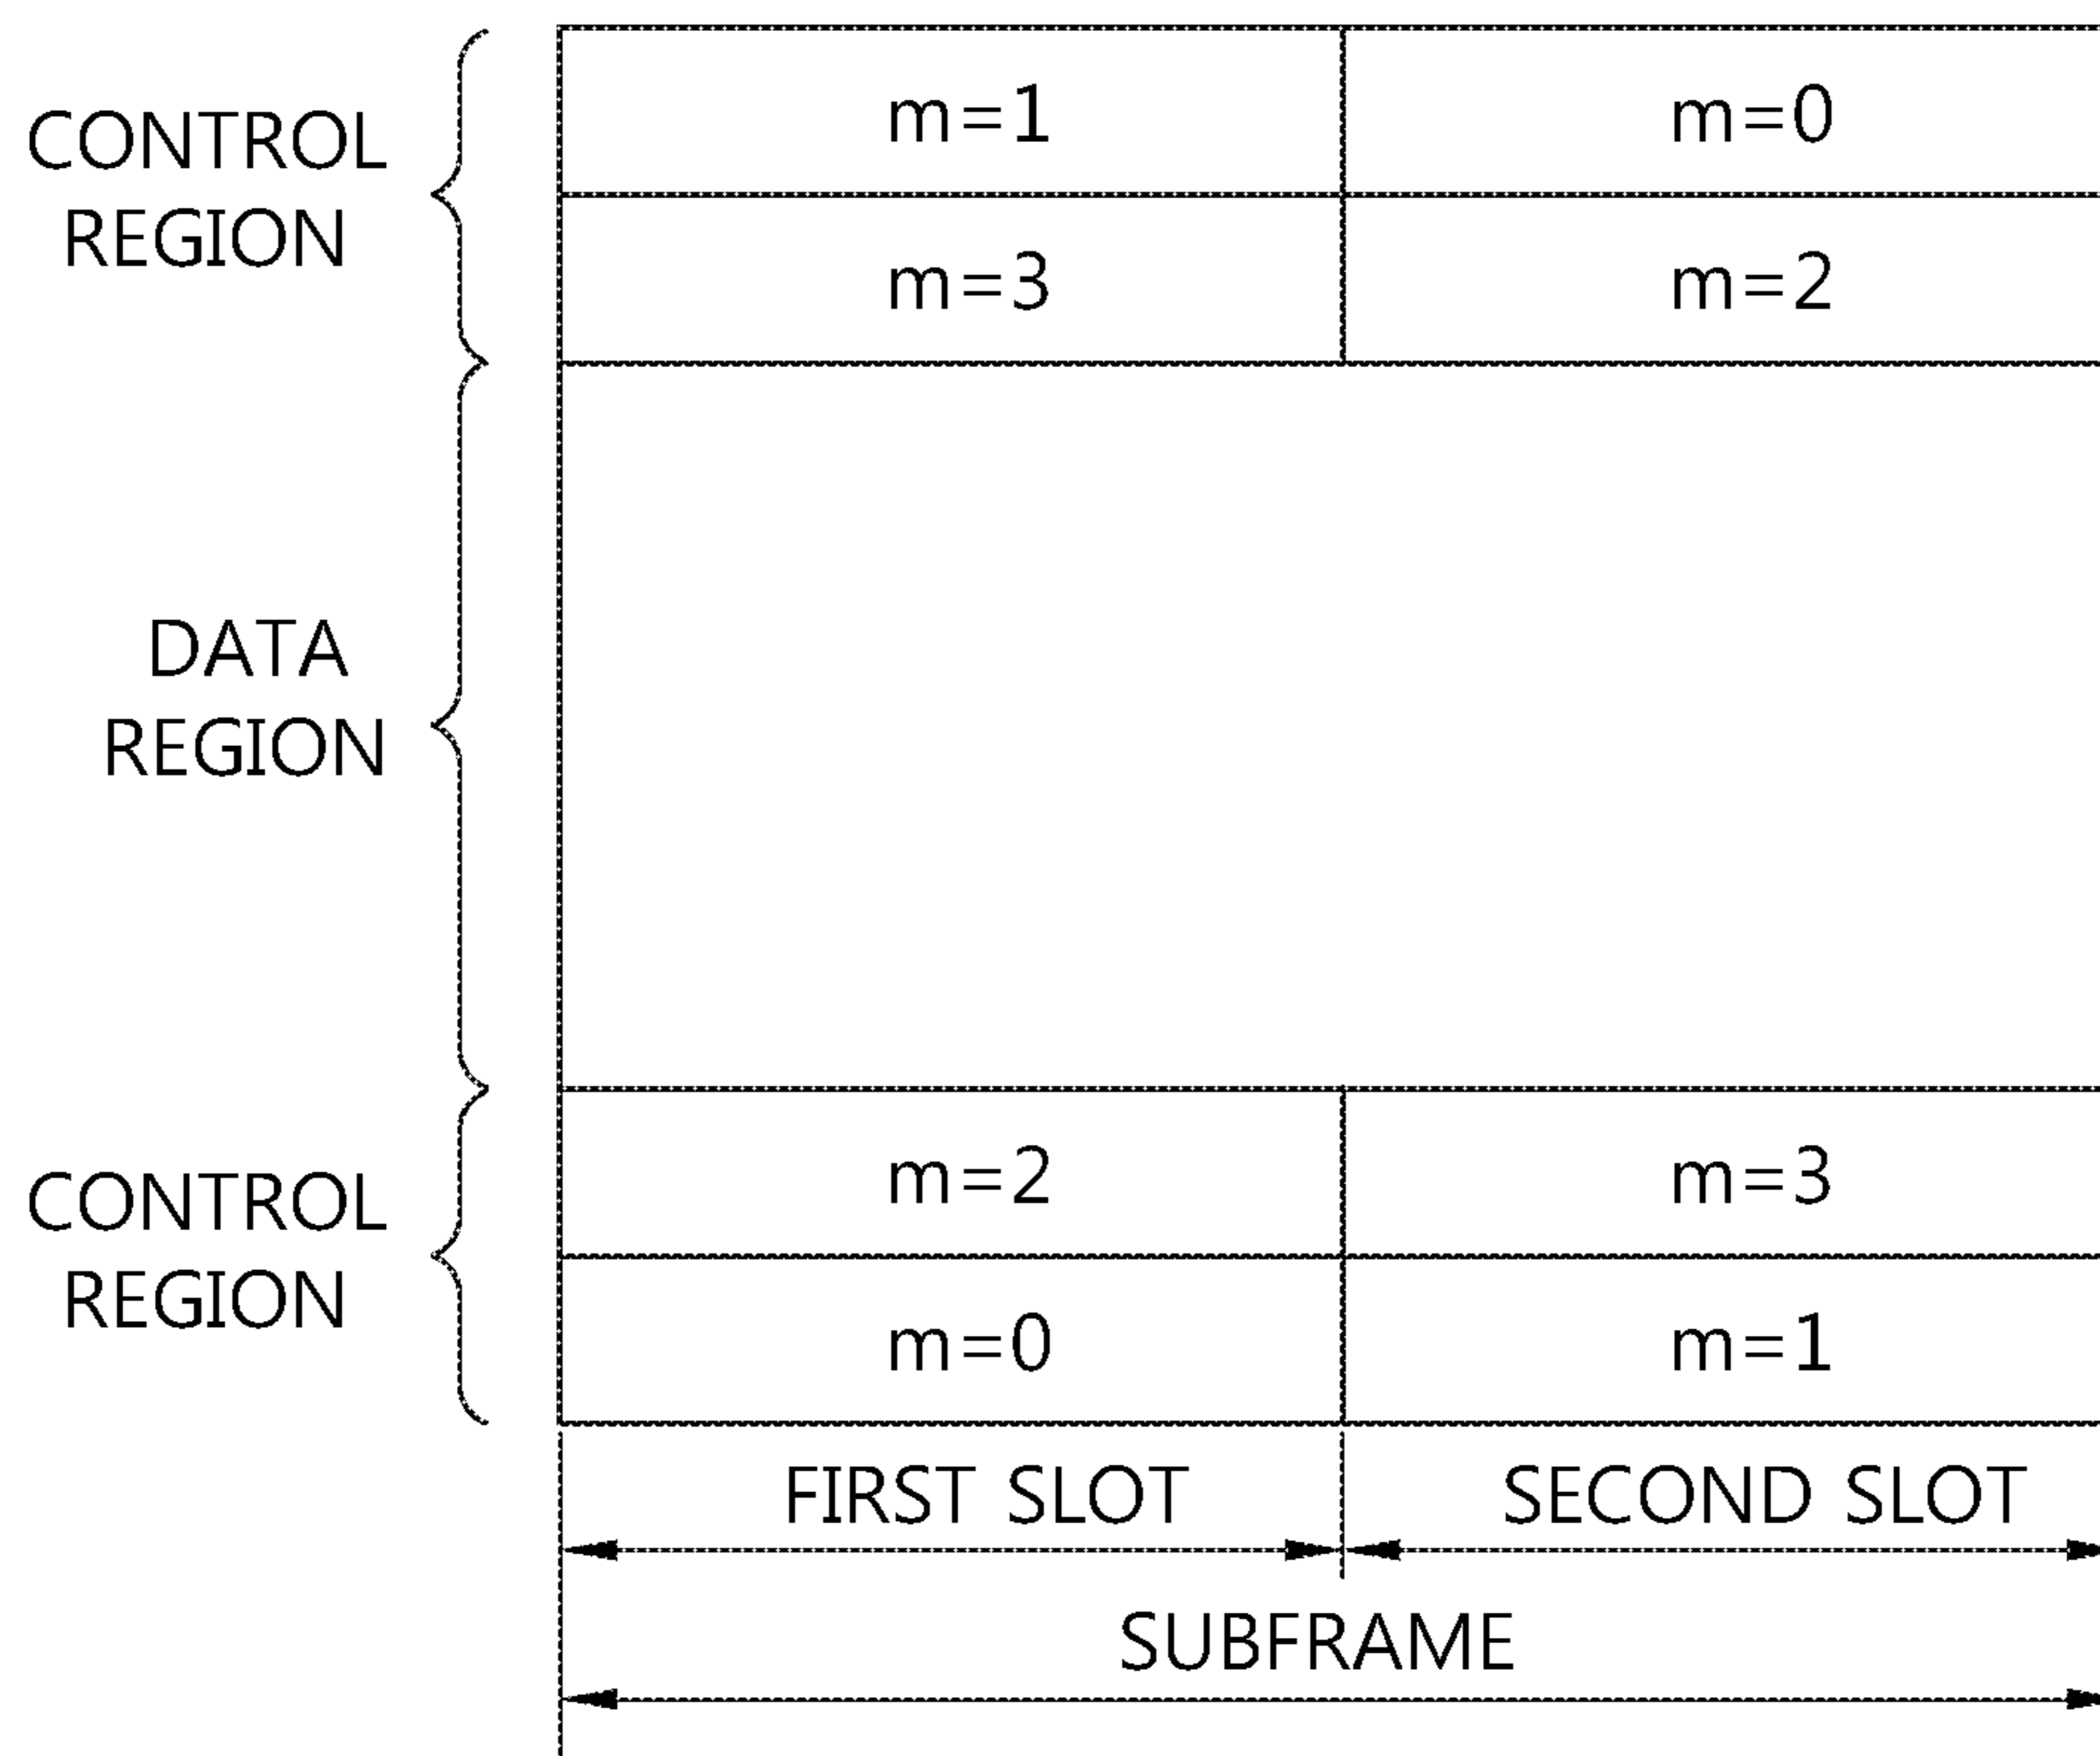 CONTROL
REGION
m=1
m=0
m=3
m=2
DATA
REGION
CONTROL
REGION
m=2
m=3
m=0
m=1
FIRST SLOT
SECOND SLOT
SUBFRAME